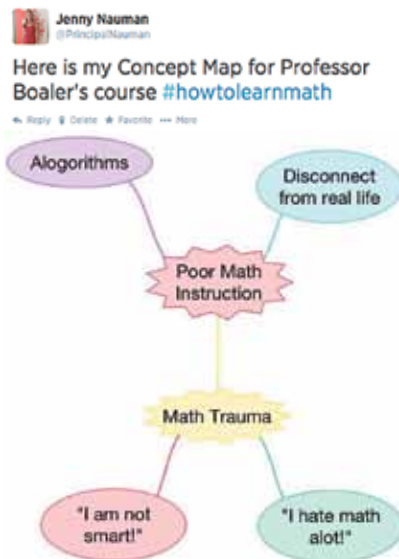 Jenny Nauman
@PrincipalNauman
Here is my Concept Map for Professor
Boaler's course #howtolearnmath
Reply Delete Favorite More
Alogorithms
Disconnect
from real life
Poor Math
Instruction
Math Trauma
"I am not
smart!"
"I hate math
alot!"